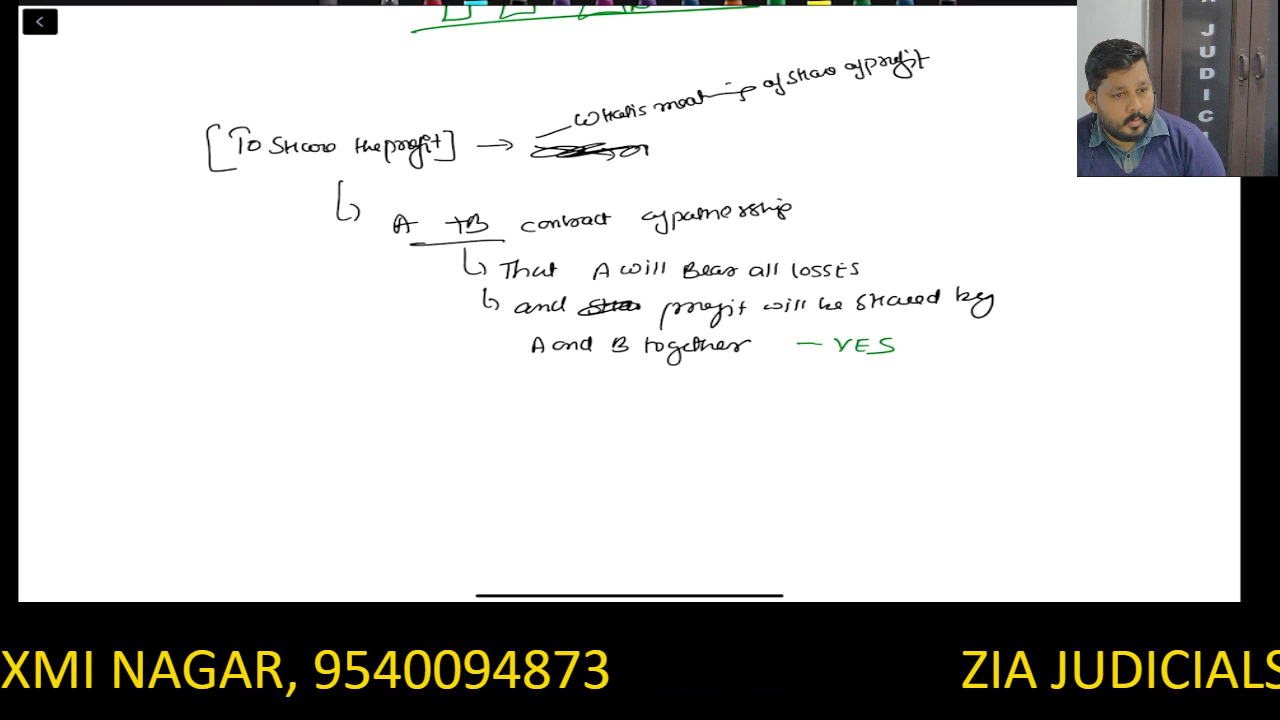 What is meaning of share of profit
[To Share the profit] →
A + B contract of partnership
That A will Bear all losses
and profit will be shared by
A and B together — YES
JUDIC
XMI NAGAR, 9540094873 ZIA JUDICIALS